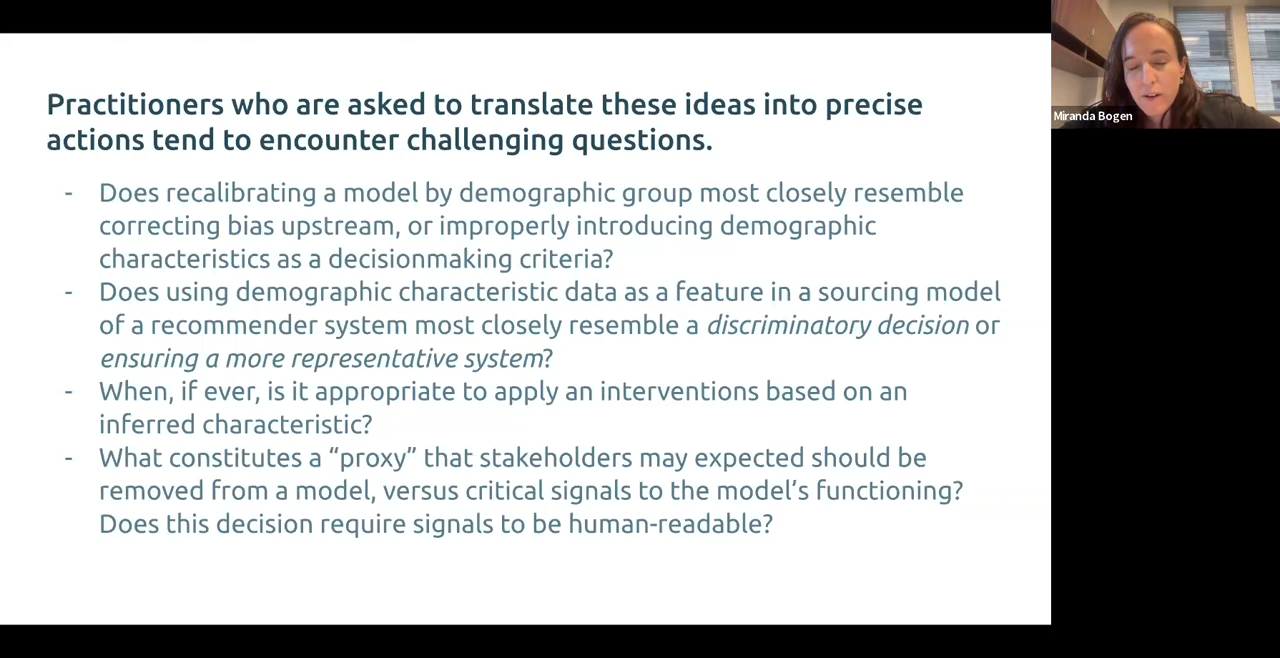 Practitioners who are asked to translate these ideas into precise
actions tend to encounter challenging questions.
- Does recalibrating a model by demographic group most closely resemble
correcting bias upstream, or improperly introducing demographic
characteristics as a decisionmaking criteria?
- Does using demographic characteristic data as a feature in a sourcing model
of a recommender system most closely resemble a discriminatory decision or
ensuring a more representative system?
- When, if ever, is it appropriate to apply an interventions based on an
inferred characteristic?
- What constitutes a “proxy” that stakeholders may expected should be
removed from a model, versus critical signals to the model’s functioning?
Does this decision require signals to be human-readable?
Miranda Bogen